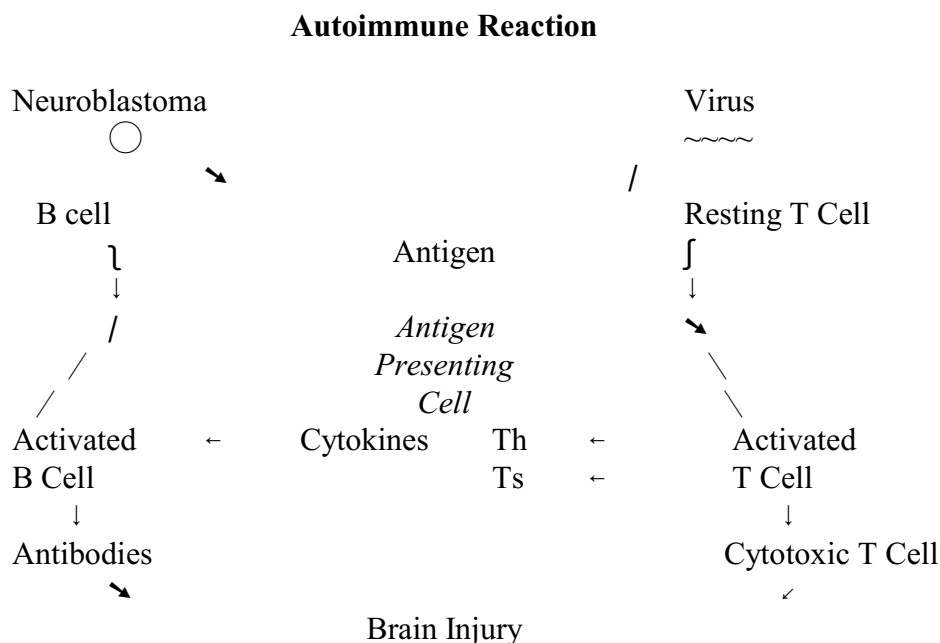 Autoimmune Reaction
Neuroblastoma Virus
~~~~
B cell Resting T Cell
Antigen
Antigen
Presenting
Cell
Activated ← Cytokines Th ← Activated
B Cell Ts ← T Cell
↓ ↓
Antibodies Cytotoxic T Cell
Brain Injury